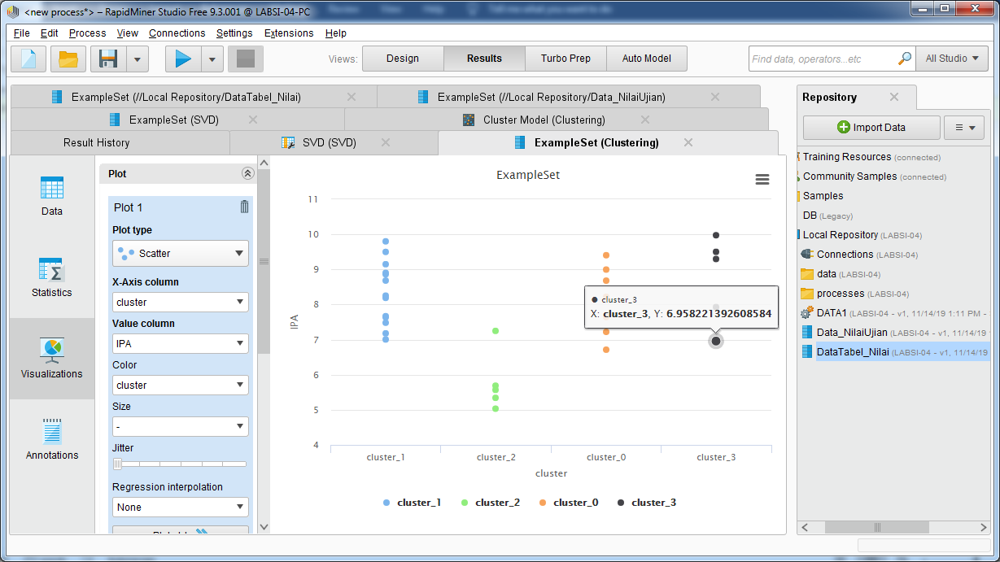 <new process*> – RapidMiner Studio Free 9.3.001 @ LABSI-04-PC
File Edit Process View Connections Settings Extensions Help
Views: Design Results Turbo Prep Auto Model
Find data, operators...etc
All Studio
ExampleSet (//Local Repository/DataTabel_Nilai)
ExampleSet (//Local Repository/Data_NilaiUjian)
ExampleSet (SVD)
Cluster Model (Clustering)
Result History
SVD (SVD)
ExampleSet (Clustering)
Data
Statistics
Visualizations
Annotations
Plot
Plot 1
Plot type
Scatter
X-Axis column
cluster
Value column
IPA
Color
cluster
Size
-
Jitter
Regression interpolation
None
ExampleSet
11
10
9
8
7
6
5
4
IPA
cluster_3
X: cluster_3, Y: 6.958221392608584
cluster_1 cluster_2 cluster_0 cluster_3
cluster
cluster_1 cluster_2 cluster_0 cluster_3
Repository
Import Data
Training Resources (connected)
Community Samples (connected)
Samples
DB (Legacy)
Local Repository (LABSI-04)
Connections (LABSI-04)
data (LABSI-04)
processes (LABSI-04)
DATA1 (LABSI-04 - v1, 11/14/19 1:11 PM -
Data_NilaiUjian (LABSI-04 - v1, 11/14/19
DataTabel_Nilai (LABSI-04 - v1, 11/14/19